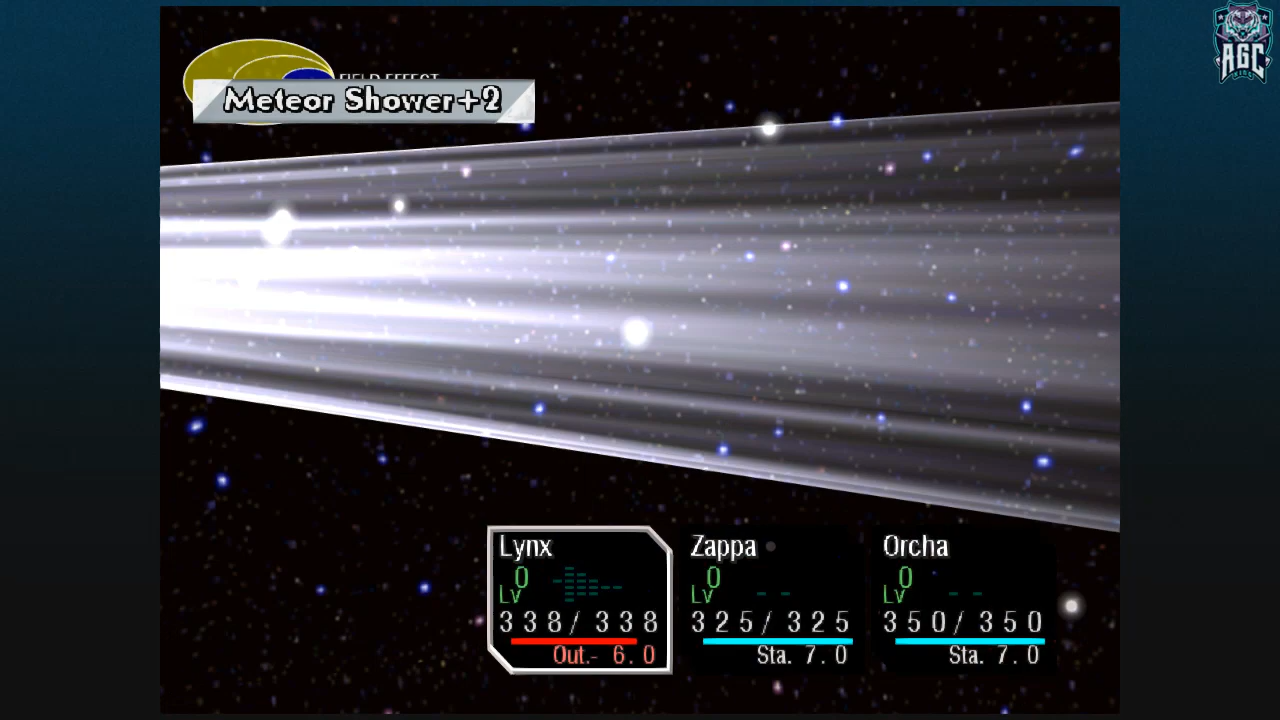 AGC
KIDS
FIELD EFFECT
Meteor Shower+2
Lynx
0
Lv
338/338
Out.- 6.0
Zappa
0
Lv
325/325
Sta. 7.0
Orcha
0
Lv
350/350
Sta. 7.0